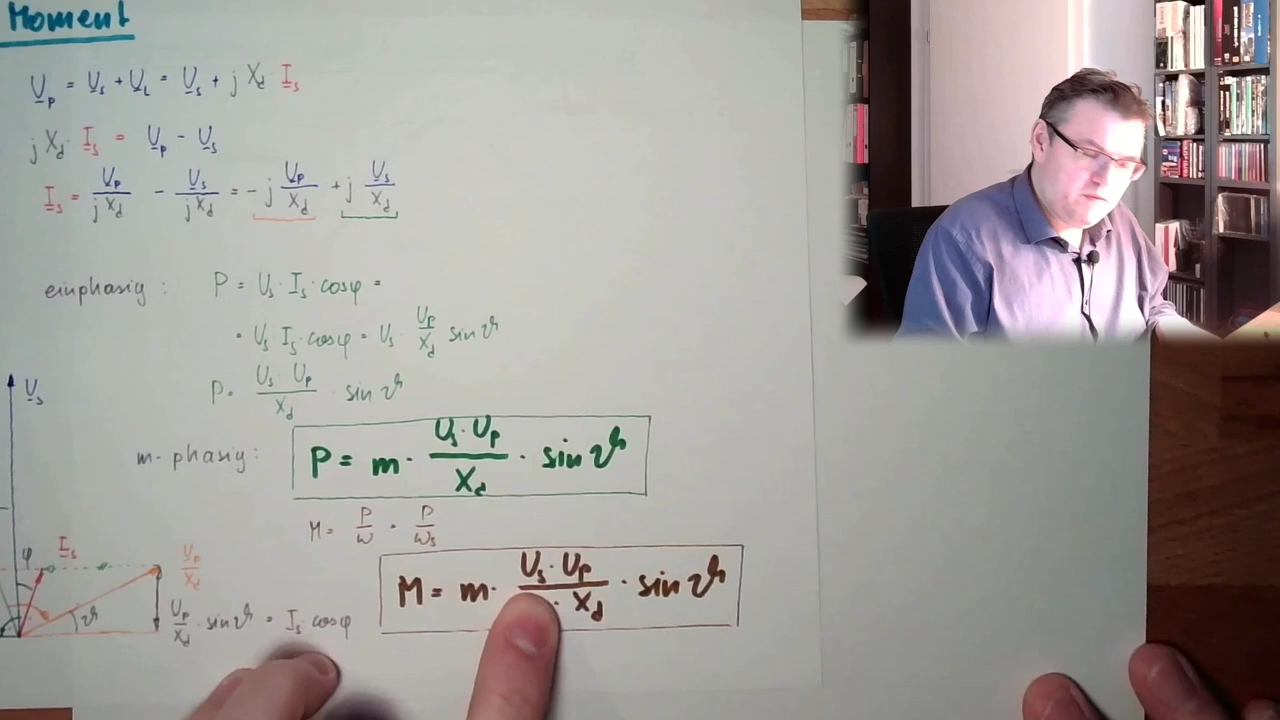 Moment
U_p = U_s + U_L = U_s + j X_d · I_s
j X_d · I_s = U_p - U_s
I_s = U_p / j X_d - U_s / j X_d = - j U_p / X_d + j U_s / X_d
einphasig : P = U_s · I_s · cos φ =
= U_s I_s · cos φ = U_s · U_p / X_d sin ϑ
P = U_s · U_p / X_d · sin ϑ
U_s
m-phasig : P = m · U_s · U_p / X_d · sin ϑ
M = P / ω = P / ω_s
φ I_s U_p / X_d
M = m · U_s · U_p / · X_d · sin ϑ
ϑ U_p / X_d · sin ϑ = I_s · cos φ